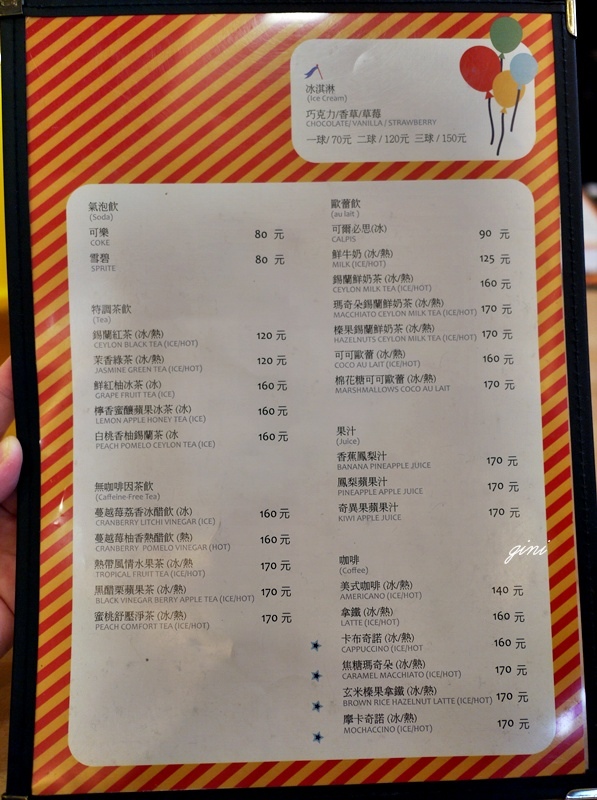 冰淇淋
(Ice Cream)
巧克力/香草/草莓
CHOCOLATE/ VANILLA / STRAWBERRY
一球/ 70元 二球 / 120元 三球 / 150元
氣泡飲
(Soda)
可樂 80 元
COKE
雪碧 80 元
SPRITE
特調茶飲
(Tea)
錫蘭紅茶 (冰/熱) 120 元
CEYLON BLACK TEA (ICE/HOT)
茉香綠茶 (冰/熱) 120 元
JASMINE GREEN TEA (ICE/HOT)
鮮紅柚冰茶 (冰) 160 元
GRAPE FRUIT TEA (ICE)
檸香蜜釀蘋果冰茶 (冰) 160 元
LEMON APPLE HONEY TEA (ICE)
白桃香柚錫蘭茶 (冰 160 元
PEACH POMELO CEYLON TEA (ICE)
無咖啡因茶飲
(Caffeine-Free Tea)
蔓越莓荔香冰醋飲 (冰) 160 元
CRANBERRY LITCHI VINEGAR (ICE)
蔓越莓柚香熱醋飲 (熱) 160 元
CRANBERRY POMELO VINEGAR (HOT)
熱帶風情水果茶 (冰/熱 170 元
TROPICAL FRUIT TEA (ICE/HOT)
黑醋栗蘋果茶 (冰/熱) 170 元
BLACK VINEGAR BERRY APPLE TEA (ICE/HOT)
蜜桃舒壓淨茶 (冰/熱) 170 元
PEACH COMFORT TEA (ICE/HOT)
歐蕾飲
(au lait )
可爾必思(冰) 90 元
CALPIS
鮮牛奶 (冰/熱) 125 元
MILK (ICE/HOT)
錫蘭鮮奶茶 (冰/熱) 160 元
CEYLON MILK TEA (ICE/HOT)
瑪奇朵錫蘭鮮奶茶 (冰/熱) 170 元
MACCHIATO CEYLON MILK TEA (ICE/HOT)
榛果錫蘭鮮奶茶 (冰/熱) 170 元
HAZELNUTS CEYLON MILK TEA (ICE/HOT)
可可歐蕾 (冰/熱) 160 元
COCO AU LAIT (ICE/HOT)
棉花糖可可歐蕾 (冰/熱) 170 元
MARSHMALLOWS COCO AU LAIT
果汁
(Juice)
香蕉鳳梨汁 170 元
BANANA PINEAPPLE JUICE
鳳梨蘋果汁 170 元
PINEAPPLE APPLE JUICE
奇異果蘋果汁 170 元
KIWI APPLE JUICE
gini
咖啡
(Coffee)
美式咖啡 (冰/熱) 140 元
AMERICANO (ICE/HOT)
拿鐵 (冰/熱) 160 元
LATTE (ICE/HOT)
卡布奇諾 (冰/熱) 160 元
CAPPUCCINO (ICE/HOT)
焦糖瑪奇朵 (冰/熱) 170 元
CARAMEL MACCHIATO (ICE/HOT)
玄米榛果拿鐵 (冰/熱) 170 元
BROWN RICE HAZELNUT LATTE (ICE/HOT)
摩卡奇諾 (冰/熱) 170 元
MOCHACCINO (ICE/HOT)